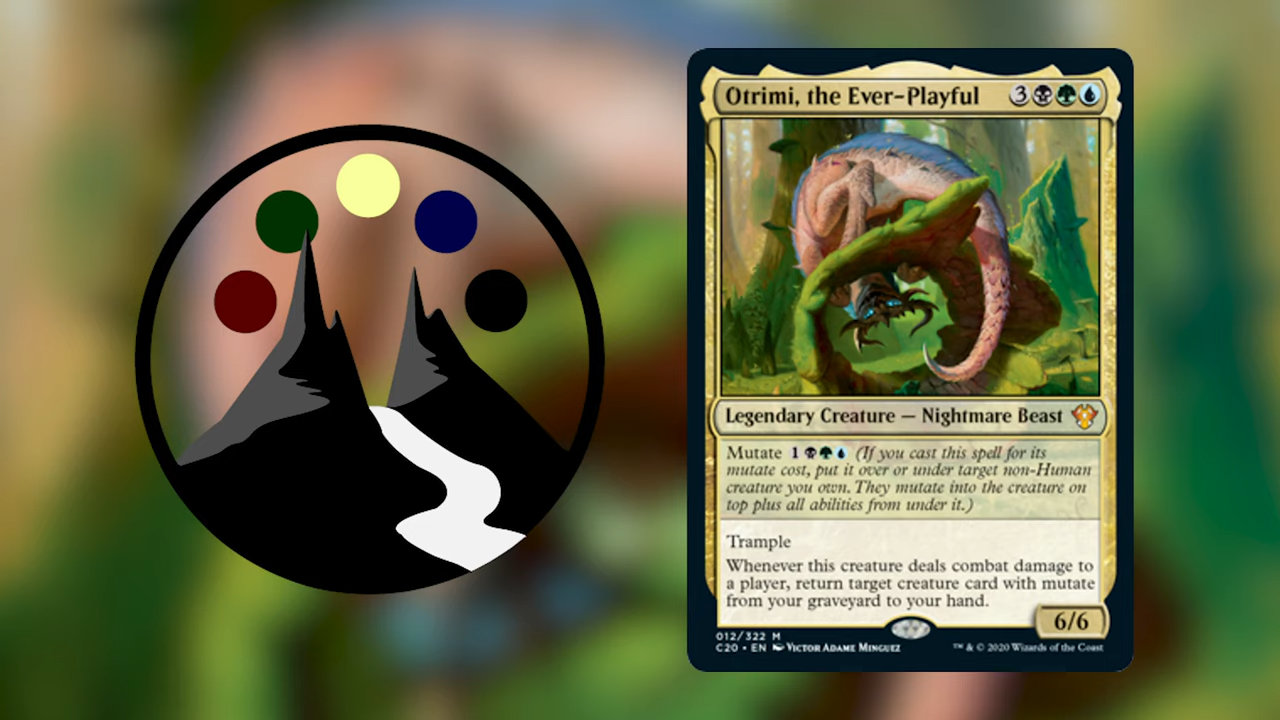 Otrimi, the Ever-Playful 3
Legendary Creature — Nightmare Beast
Mutate 1 (If you cast this spell for its
mutate cost, put it over or under target non-Human
creature you own. They mutate into the creature on
top plus all abilities from under it.)
Trample
Whenever this creature deals combat damage to
a player, return target creature card with mutate
from your graveyard to your hand.
6/6
012/322 M
C20 • EN Victor Adame Minguez ™ & © 2020 Wizards of the Coast